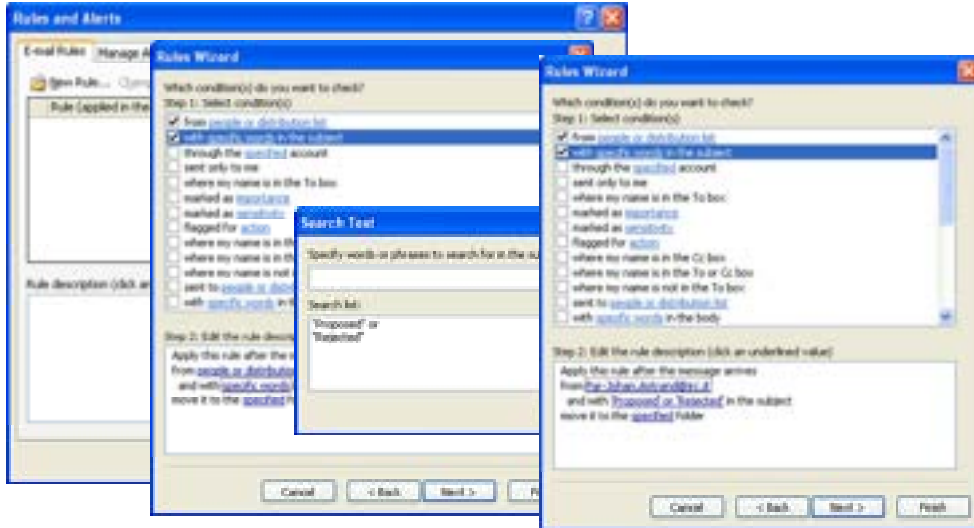 Rules and Alerts
E-mail Rules Manage A
New Rule...
Rule (applied in the
Rule description (click an
Rules Wizard
Which condition(s) do you want to check?
Step 1: Select condition(s)
from people or distribution list
with specific words in the subject
through the specified account
sent only to me
where my name is in the To box
marked as importance
marked as sensitivity
flagged for action
where my name is in th
where my name is in th
where my name is not i
sent to people or distribu
with specific words in t
Step 2: Edit the rule descrip
Apply this rule after the m
from people or distributio
and with specific words
move it to the specified f
Cancel < Back Next >
Search Text
Specify words or phrases to search for in the su
Search list:
"Proposed" or
"Rejected"
Rules Wizard
Which condition(s) do you want to check?
Step 1: Select condition(s)
from people or distribution list
with specific words in the subject
through the specified account
sent only to me
where my name is in the To box
marked as importance
marked as sensitivity
flagged for action
where my name is in the Cc box
where my name is in the To or Cc box
where my name is not in the To box
sent to people or distribution list
with specific words in the body
Step 2: Edit the rule description (click an underlined value)
Apply this rule after the message arrives
from
and with 'Proposed' or 'Rejected' in the subject
move it to the specified folder
Cancel < Back Next > Finish